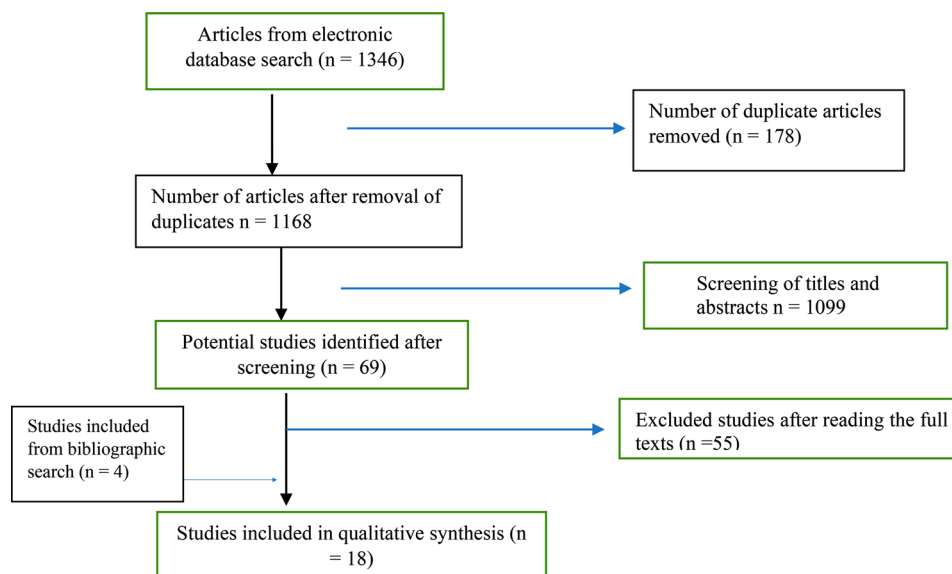 Articles from electronic
database search (n = 1346)
Number of duplicate articles
removed (n = 178)
Number of articles after removal of
duplicates n = 1168
Screening of titles and
abstracts n = 1099
Potential studies identified after
screening (n = 69)
Studies included
from bibliographic
search (n = 4)
Excluded studies after reading the full
texts (n =55)
Studies included in qualitative synthesis (n
= 18)